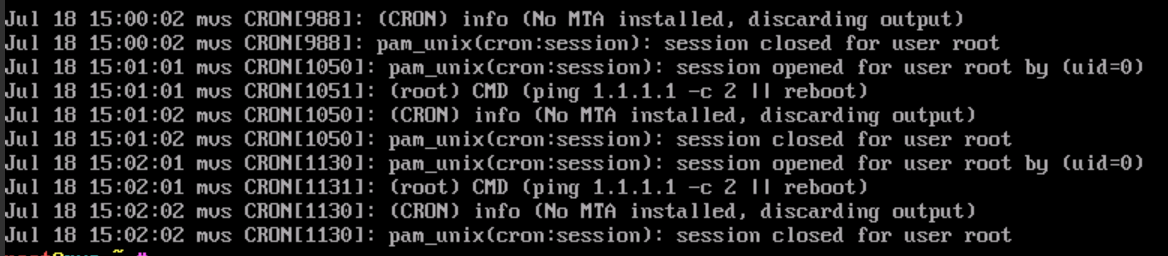 Jul 18 15:00:02 mvs CRON[988]: (CRON) info (No MTA installed, discarding output)
Jul 18 15:00:02 mvs CRON[988]: pam_unix(cron:session): session closed for user root
Jul 18 15:01:01 mvs CRON[1050]: pam_unix(cron:session): session opened for user root by (uid=0)
Jul 18 15:01:01 mvs CRON[1051]: (root) CMD (ping 1.1.1.1 -c 2 || reboot)
Jul 18 15:01:02 mvs CRON[1050]: (CRON) info (No MTA installed, discarding output)
Jul 18 15:01:02 mvs CRON[1050]: pam_unix(cron:session): session closed for user root
Jul 18 15:02:01 mvs CRON[1130]: pam_unix(cron:session): session opened for user root by (uid=0)
Jul 18 15:02:01 mvs CRON[1131]: (root) CMD (ping 1.1.1.1 -c 2 || reboot)
Jul 18 15:02:02 mvs CRON[1130]: (CRON) info (No MTA installed, discarding output)
Jul 18 15:02:02 mvs CRON[1130]: pam_unix(cron:session): session closed for user root